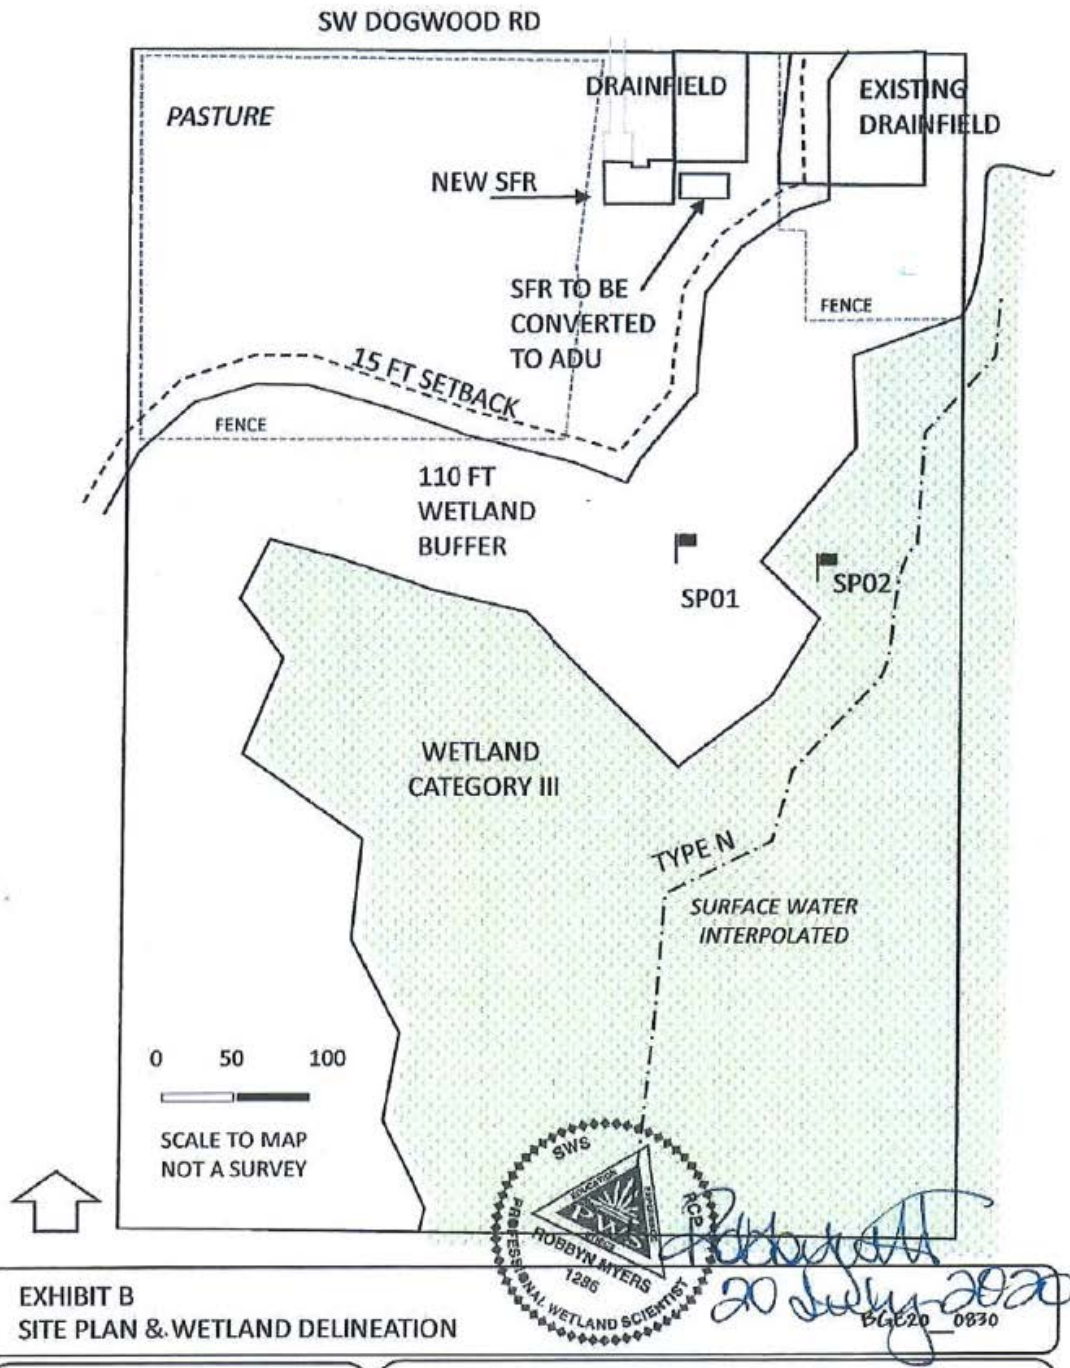 SW DOGWOOD RD
PASTURE
DRAINFIELD
EXISTING
DRAINFIELD
NEW SFR
SFR TO BE
CONVERTED
TO ADU
FENCE
15 FT SETBACK
FENCE
110 FT
WETLAND
BUFFER
SP01
SP02
WETLAND
CATEGORY III
TYPE N
SURFACE WATER
INTERPOLATED
0 50 100
SCALE TO MAP
NOT A SURVEY
SWS
RCP
EDUCATION
PWS
ROBBYN MYERS
1286
PROFESSIONAL WETLAND SCIENTIST
20 July 2020
EXHIBIT B
SITE PLAN & WETLAND DELINEATION
BGE20__0830